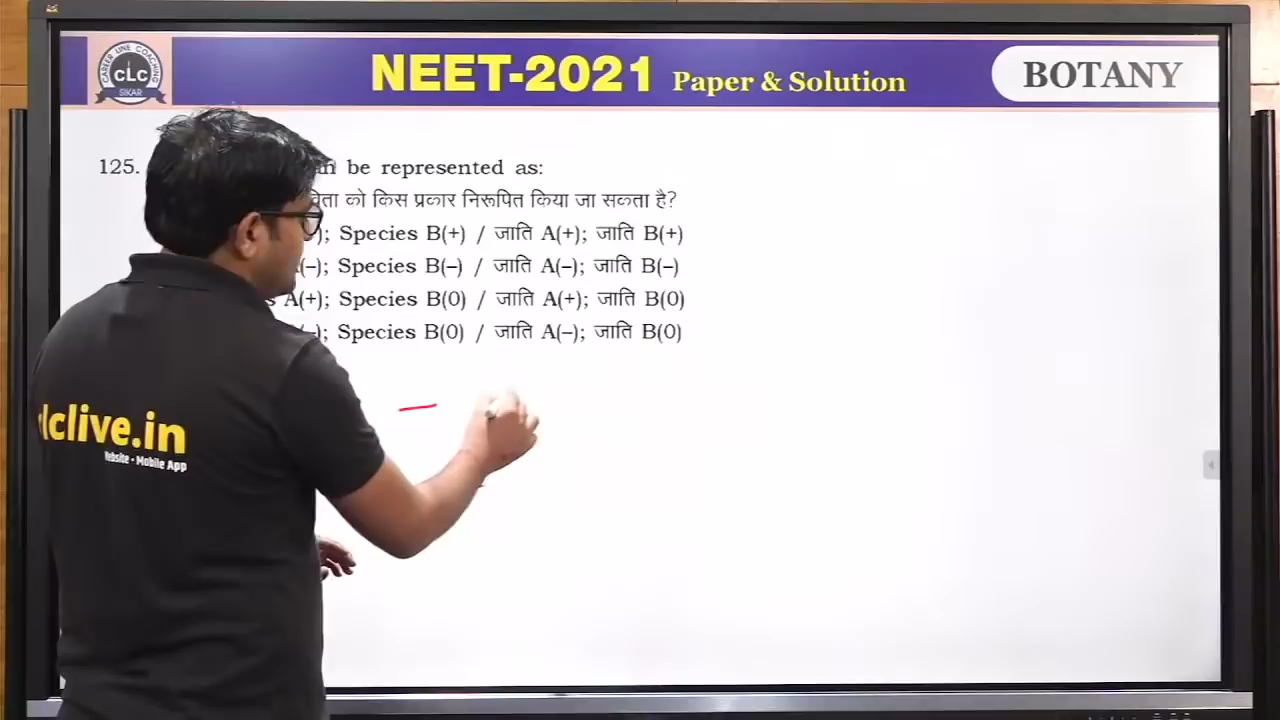 CAREER LINE COACHING
CLC
SIKAR
NEET-2021 Paper & Solution
BOTANY
125. be represented as:
को किस प्रकार निरूपित किया जा सकता है?
Species B(+) / जाति A(+); जाति B(+)
(–); Species B(–) / जाति A(–); जाति B(–)
A(+); Species B(0) / जाति A(+); जाति B(0)
Species B(0) / जाति A(–); जाति B(0)
clclive.in
Website - Mobile App